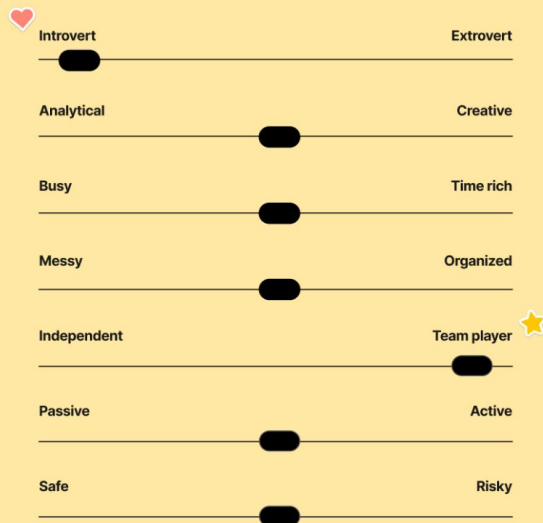 Introvert Extrovert
Analytical Creative
Busy Time rich
Messy Organized
Independent Team player
Passive Active
Safe Risky